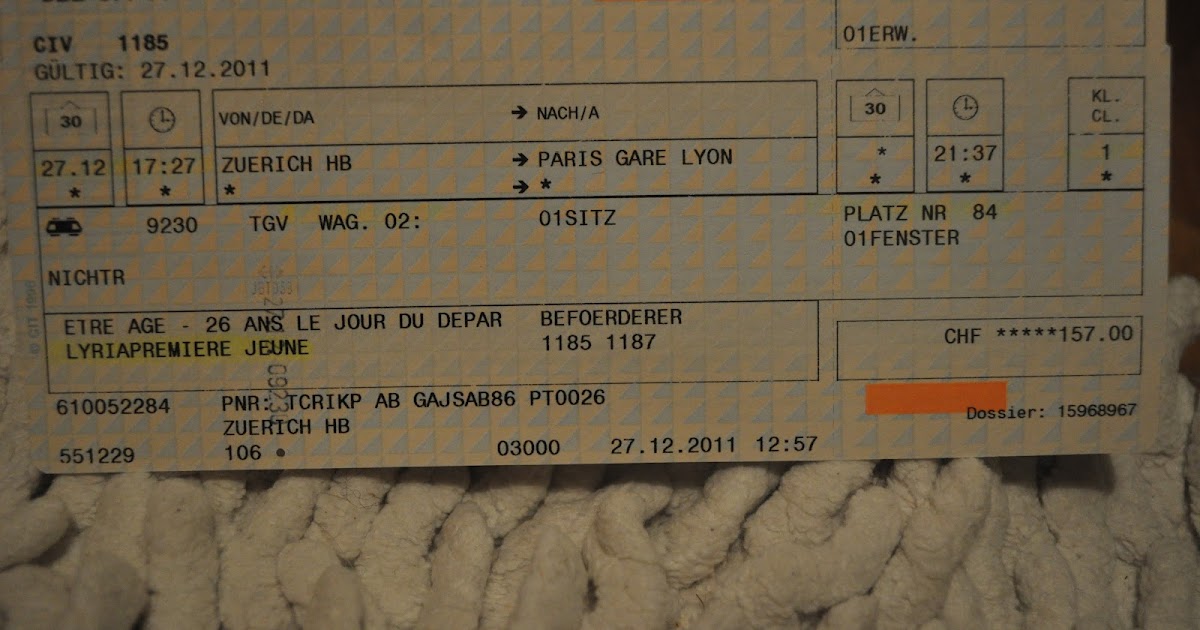 01ERW.
CIV 1185
GÜLTIG: 27.12.2011
30 VON/DE/DA → NACH/A 30 KL. CL.
27.12 17:27 ZUERICH HB → PARIS GARE LYON * 21:37 1
* * * → * * * *
9230 TGV WAG. 02: 01SITZ PLATZ NR 84
01FENSTER
NICHTR
ETRE AGE - 26 ANS LE JOUR DU DEPAR BEFOERDERER
LYRIAPREMIERE JEUNE 1185 1187
CHF *****157.00
610052284 PNR: TCRIKP AB GAJSAB86 PT0026
Dossier: 15968967
ZUERICH HB
551229 106 03000 27.12.2011 12:57
© CIT 1996